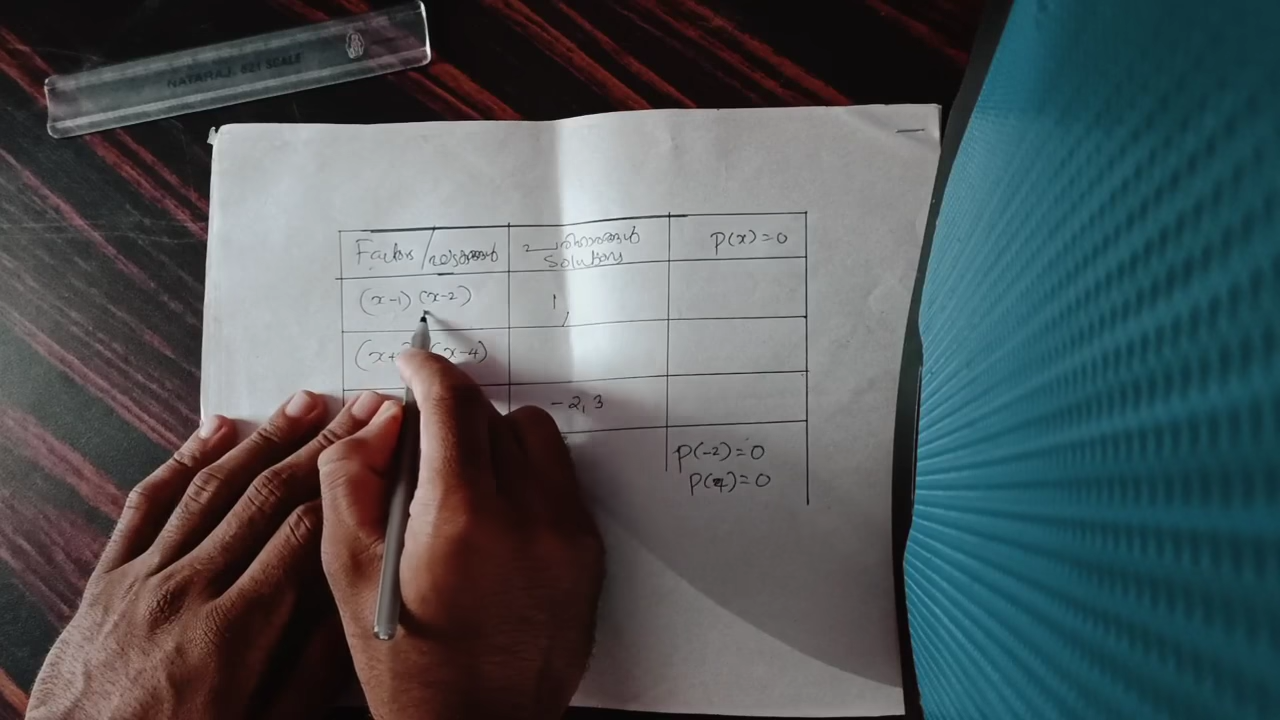 NATARAJ 621 SCALE
Factors / ഘടകങ്ങൾ
പരിഹാരങ്ങൾ
Solutions
p(x)=0
(x-1) (x-2)
1,
(x-4)
-2, 3
p(-2)=0
p(4)=0